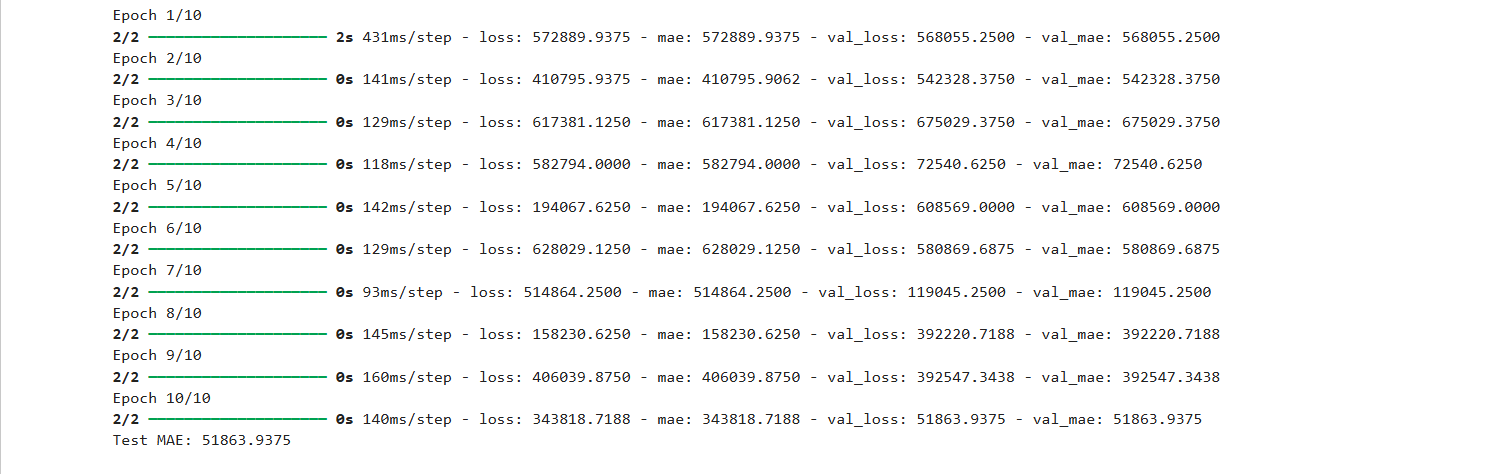 Epoch 1/10
2/2 ━━━━━━━━━━━━━━━━━━━━ 2s 431ms/step - loss: 572889.9375 - mae: 572889.9375 - val_loss: 568055.2500 - val_mae: 568055.2500
Epoch 2/10
2/2 ━━━━━━━━━━━━━━━━━━━━ 0s 141ms/step - loss: 410795.9375 - mae: 410795.9062 - val_loss: 542328.3750 - val_mae: 542328.3750
Epoch 3/10
2/2 ━━━━━━━━━━━━━━━━━━━━ 0s 129ms/step - loss: 617381.1250 - mae: 617381.1250 - val_loss: 675029.3750 - val_mae: 675029.3750
Epoch 4/10
2/2 ━━━━━━━━━━━━━━━━━━━━ 0s 118ms/step - loss: 582794.0000 - mae: 582794.0000 - val_loss: 72540.6250 - val_mae: 72540.6250
Epoch 5/10
2/2 ━━━━━━━━━━━━━━━━━━━━ 0s 142ms/step - loss: 194067.6250 - mae: 194067.6250 - val_loss: 608569.0000 - val_mae: 608569.0000
Epoch 6/10
2/2 ━━━━━━━━━━━━━━━━━━━━ 0s 129ms/step - loss: 628029.1250 - mae: 628029.1250 - val_loss: 580869.6875 - val_mae: 580869.6875
Epoch 7/10
2/2 ━━━━━━━━━━━━━━━━━━━━ 0s 93ms/step - loss: 514864.2500 - mae: 514864.2500 - val_loss: 119045.2500 - val_mae: 119045.2500
Epoch 8/10
2/2 ━━━━━━━━━━━━━━━━━━━━ 0s 145ms/step - loss: 158230.6250 - mae: 158230.6250 - val_loss: 392220.7188 - val_mae: 392220.7188
Epoch 9/10
2/2 ━━━━━━━━━━━━━━━━━━━━ 0s 160ms/step - loss: 406039.8750 - mae: 406039.8750 - val_loss: 392547.3438 - val_mae: 392547.3438
Epoch 10/10
2/2 ━━━━━━━━━━━━━━━━━━━━ 0s 140ms/step - loss: 343818.7188 - mae: 343818.7188 - val_loss: 51863.9375 - val_mae: 51863.9375
Test MAE: 51863.9375